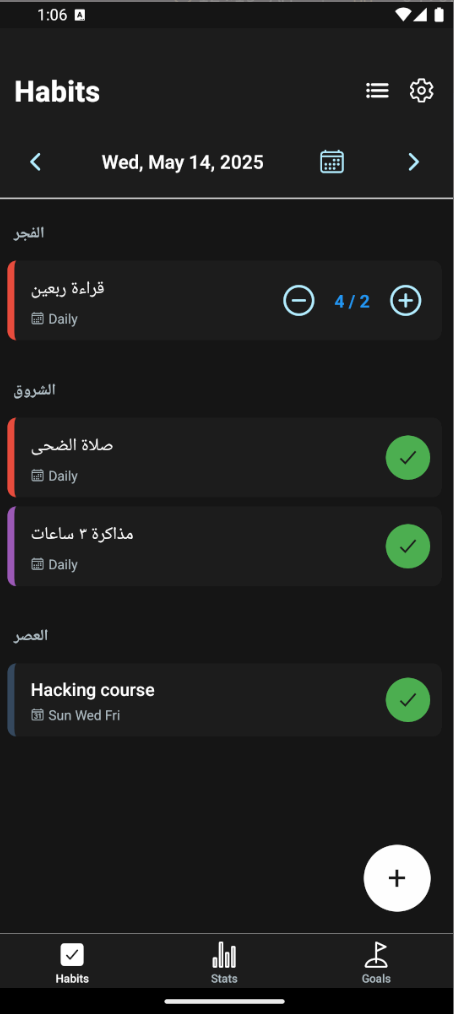 1:06 A
Habits
Wed, May 14, 2025
الفجر
قراءة ربعين
Daily
4 / 2
الشروق
صلاة الضحى
Daily
مذاكرة ٣ ساعات
Daily
العصر
Hacking course
31 Sun Wed Fri
Habits
Stats
Goals